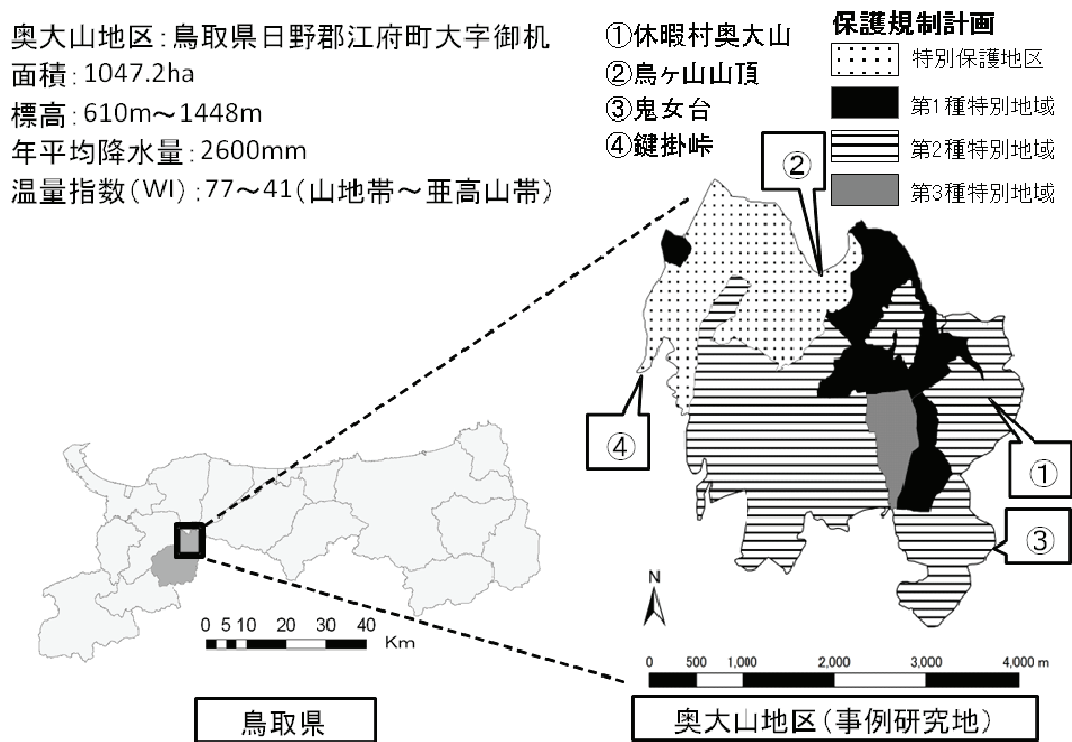 奥大山地区:鳥取県日野郡江府町大字御机
面積:1047.2ha
標高:610m～1448m
年平均降水量:2600mm
温量指数(WI):77～41(山地帯～亜高山帯)
①休暇村奥大山
②烏ヶ山山頂
③鬼女台
④鍵掛峠
保護規制計画
特別保護地区
第1種特別地域
第2種特別地域
第3種特別地域
②
④
①
③
N
0 5 10 20 30 40 Km
0 500 1,000 2,000 3,000 4,000 m
鳥取県
奥大山地区(事例研究地)